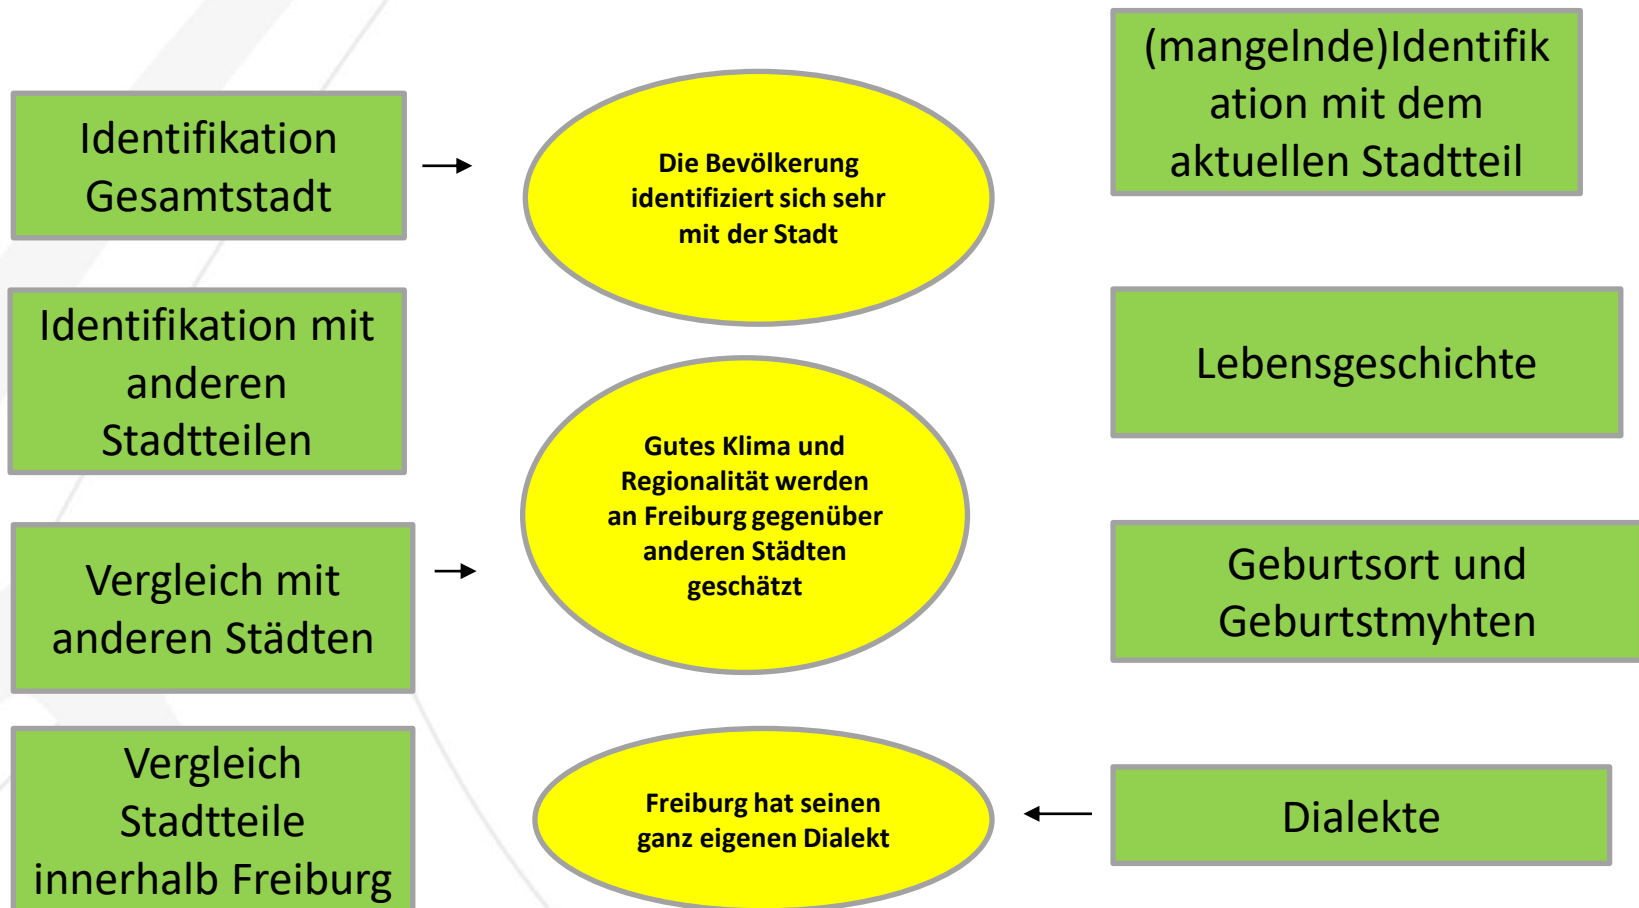 Identifikation
Gesamtstadt
Identifikation mit
anderen
Stadtteilen
Vergleich mit
anderen Städten
Vergleich
Stadtteile
innerhalb Freiburg
Die Bevölkerung
identifiziert sich sehr
mit der Stadt
Gutes Klima und
Regionalität werden
an Freiburg gegenüber
anderen Städten
geschätzt
Freiburg hat seinen
ganz eigenen Dialekt
(mangelnde)Identifik
ation mit dem
aktuellen Stadtteil
Lebensgeschichte
Geburtsort und
Geburtstmyhten
Dialekte